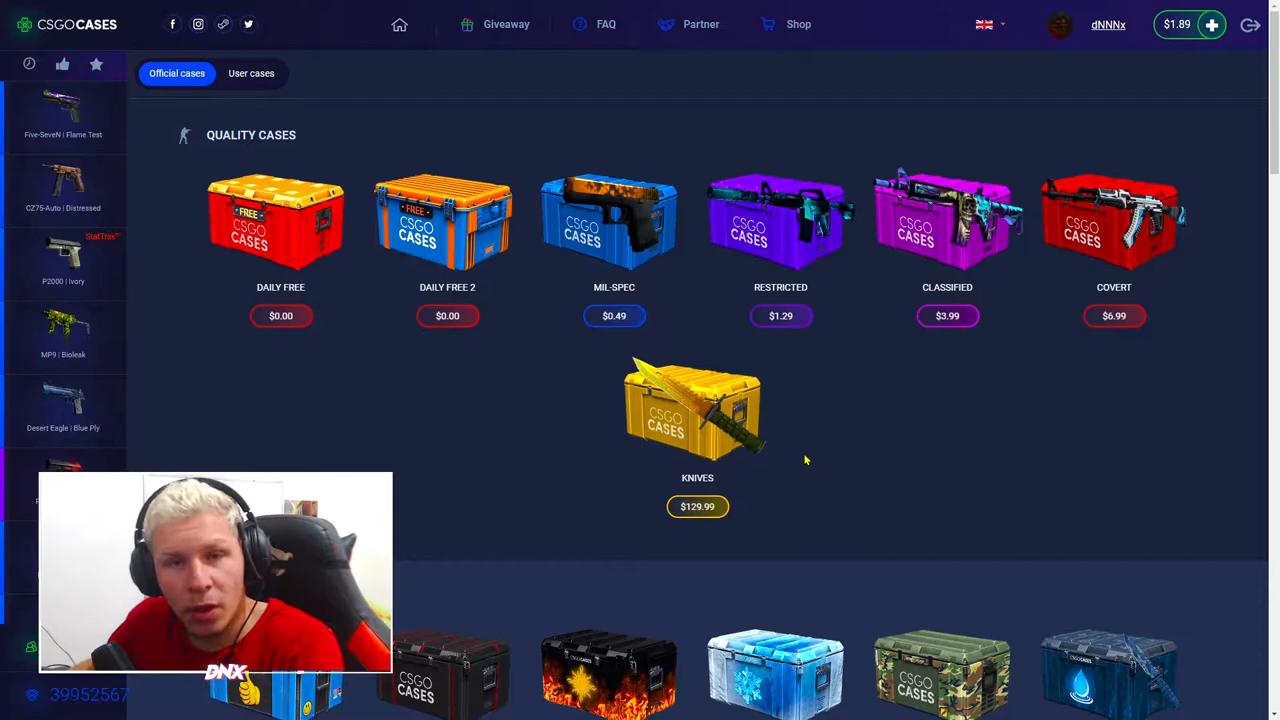 CSGOCASES
Giveaway
FAQ
Partner
Shop
dNNNx
$1.89
Official cases
User cases
Five-SeveN | Flame Test
CZ75-Auto | Distressed
StatTrak™
P2000 | Ivory
MP9 | Bioleak
Desert Eagle | Blue Ply
QUALITY CASES
FREE
CSGO
CASES
FREE
CSGO
CASES
CSGO
CASES
CSGO
CASES
CSGO
CASES
CSGO
CASES
DAILY FREE
DAILY FREE 2
MIL-SPEC
RESTRICTED
CLASSIFIED
COVERT
$0.00
$0.00
$0.49
$1.29
$3.99
$6.99
CSGO
CASES
KNIVES
$129.99
CSGO
CASES
CSGOCASES
CSGO
CASES
DNX
39952567